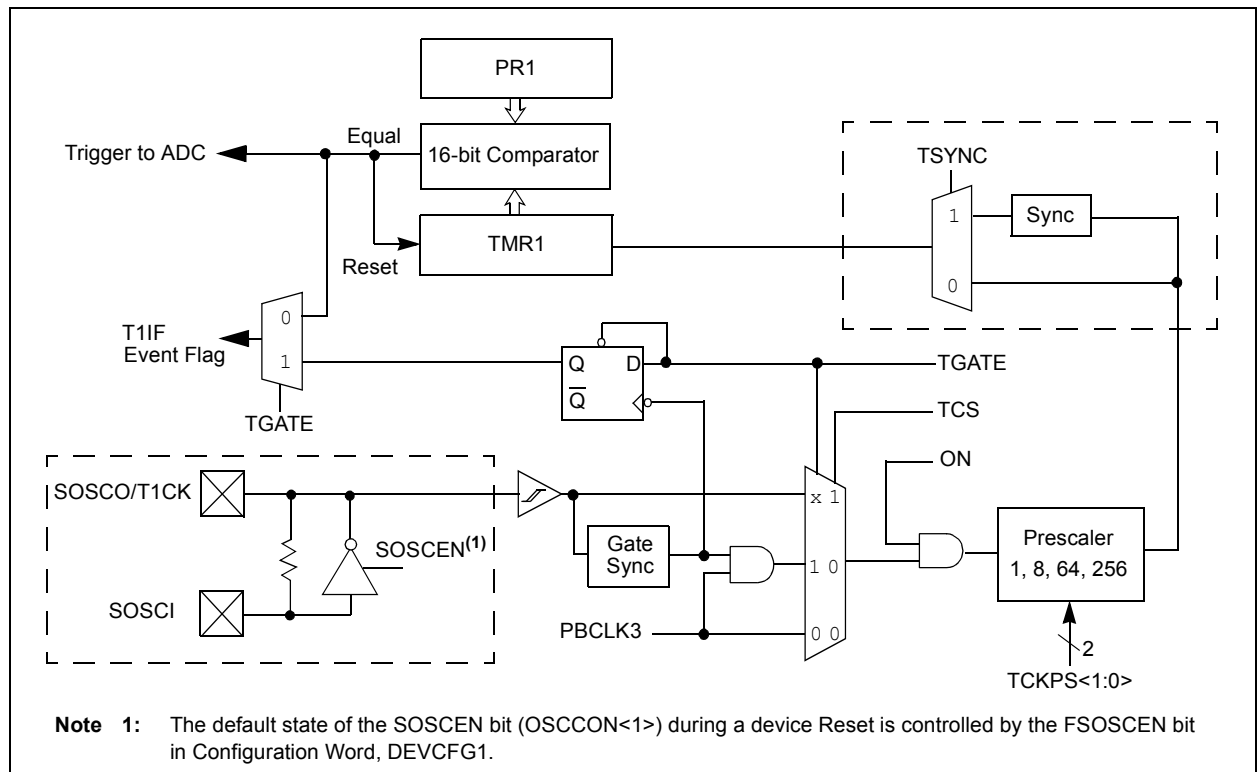 PR1
Equal
16-bit Comparator
Trigger to ADC
TSYNC
1
Sync
TMR1
Reset
0
0
T1IF
Event Flag
1
Q
D
TGATE
Q
TGATE
TCS
ON
SOSCO/T1CK
x 1
SOSCEN(1)
Gate
Sync
1 0
Prescaler
1, 8, 64, 256
SOSCI
PBCLK3
0 0
2
TCKPS<1:0>
Note 1: The default state of the SOSCEN bit (OSCCON<1>) during a device Reset is controlled by the FSOSCEN bit
in Configuration Word, DEVCFG1.